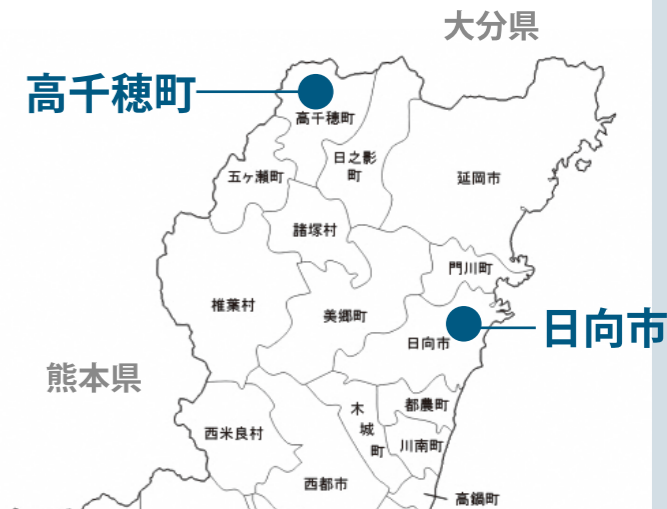 大分県
高千穂町
高千穂町
日之影
町
五ヶ瀬町
延岡市
諸塚村
門川町
椎葉村
美郷町
日向市
日向市
熊本県
都農町
木
城
町
西米良村
川南町
西都市
高鍋町